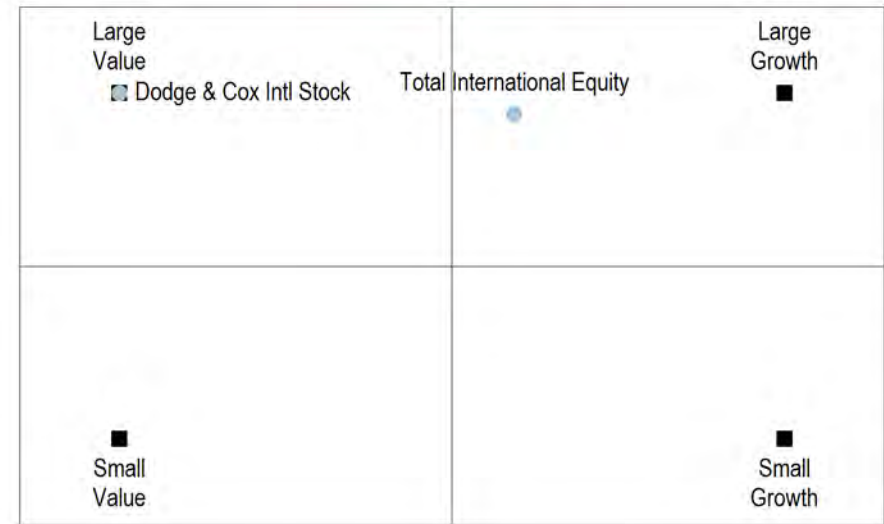 Large
Value
Large
Growth
Dodge & Cox Intl Stock
Total International Equity
Small
Value
Small
Growth